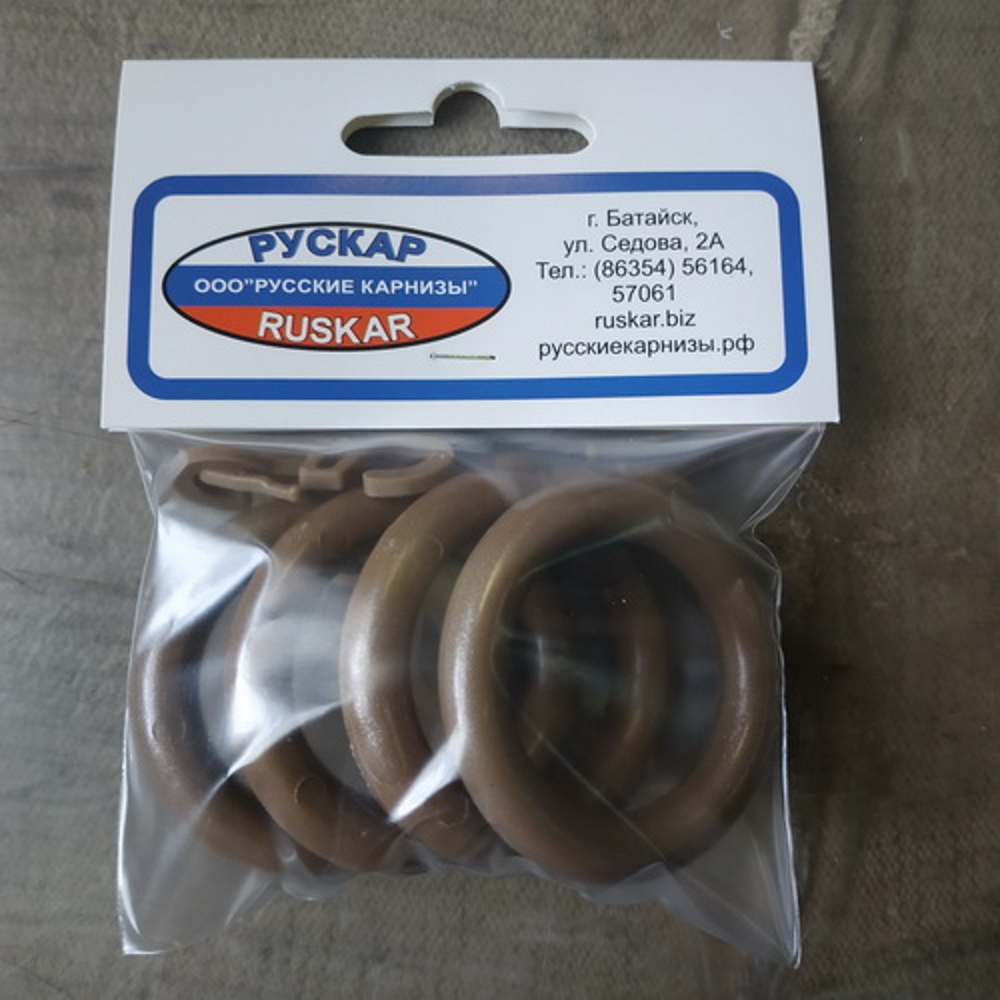 РУСКАР
ООО"РУССКИЕ КАРНИЗЫ"
RUSKAR
г. Батайск,
ул. Седова, 2А
Тел.: (86354) 56164,
57061
ruskar.biz
русскиекарнизы.рф